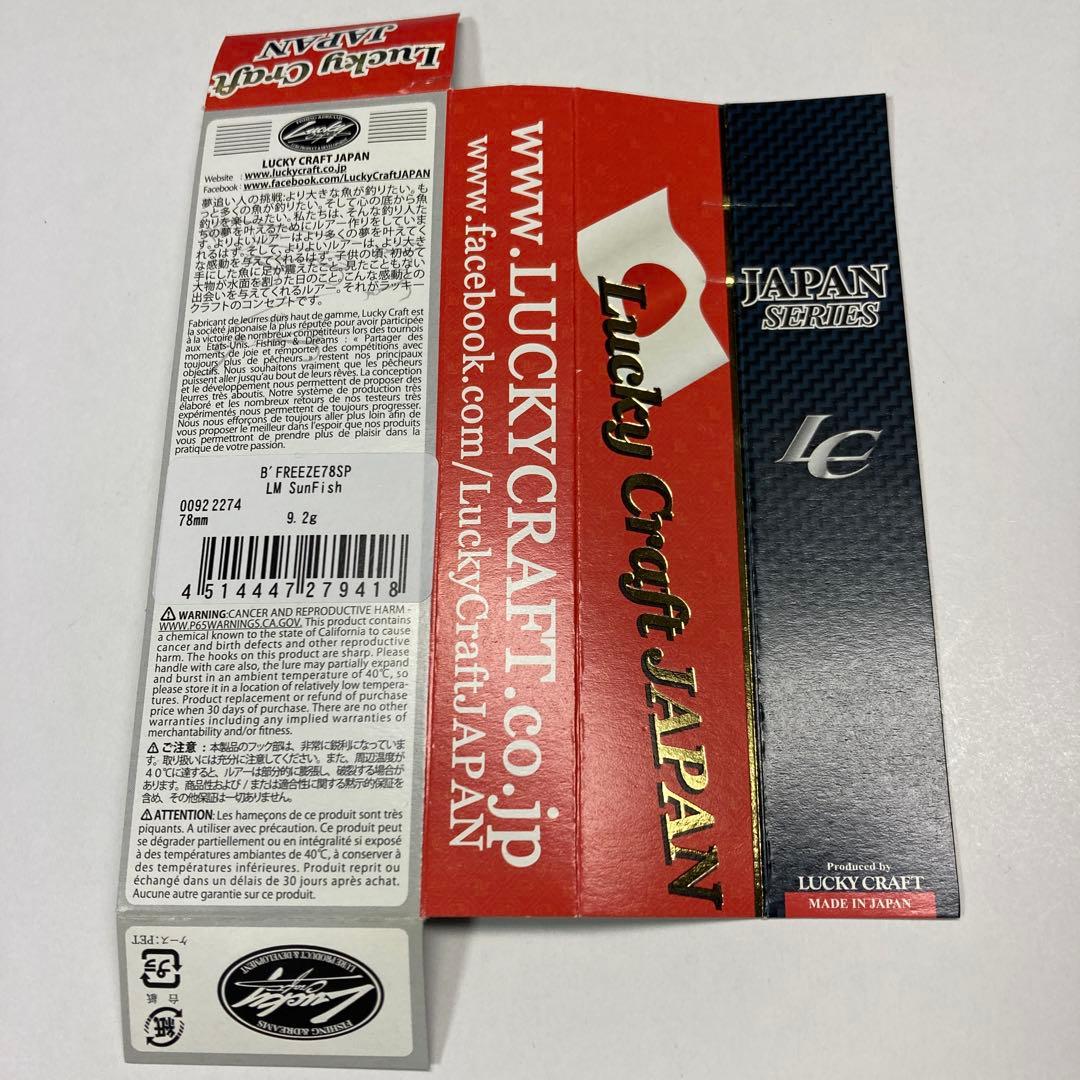 Lucky Craft
JAPAN
FISHING & DREAMS
Lucky
Craft
LURE PRODUCT & DEVELOPMENT
LUCKY CRAFT JAPAN
Website : www.luckycraft.co.jp
Facebook : www.facebook.com/LuckyCraftJAPAN
夢追い人の挑戦:より大きな魚が釣りたい。も
っと多くの魚が釣りたい。そして心の底から魚
釣りを楽しみたい。私たちは、そんな釣り人た
ちの夢を叶えるためにルアー作りをしていま
す。よりよいルアーはより多くの夢を叶えてく
れるはず。そして、よりよいルアーは、より大き
な感動を与えてくれるはず。子供の頃、初めて
手にした魚に足が震えたこと。見たこともない
大物が水面を割った日のこと。こんな感動との
出会いを与えてくれるルアー。それがラッキー
クラフトのコンセプトです。
Fabricant de leurres durs haut de gamme, Lucky Craft est
la société japonaise la plus réputée pour avoir participée
à la victoire de nombreux compétiteurs lors des tournois
aux Etats-Unis. Fishing & Dreams : « Partager des
moments de joie et remporter des compétitions avec
toujours plus de pêcheurs » restent nos principaux
objectifs. Nous souhaitons vraiment que les pêcheurs
puissent aller jusqu'au bout de leurs rêves. La conception
et le développement nous permettent de proposer des
leurres très aboutis. Notre système de production très
élaboré et les nombreux retours de nos testeurs très
expérimentés nous permettent de toujours progresser.
Nous nous efforçons de toujours aller plus loin afin de
vous proposer le meilleur dans l'espoir que nos produits
vous permettront de prendre plus de plaisir dans la
pratique de votre passion.
B'FREEZE78SP
LM SunFish
0092 2274
78mm 9.2g
4 514447 279418
⚠ WARNING:CANCER AND REPRODUCTIVE HARM -
WWW.P65WARNINGS.CA.GOV. This product contains
a chemical known to the state of California to cause
cancer and birth defects and other reproductive
harm. The hooks on this product are sharp. Please
handle with care also, the lure may partially expand
and burst in an ambient temperature of 40℃, so
please store it in a location of relatively low tempera-
tures. Product replacement or refund of purchase
price when 30 days of purchase. There are no other
warranties including any implied warranties of
merchantability and/or fitness.
⚠ ご注意：本製品のフック部は、非常に鋭利になっていま
す。取り扱いには充分に注意してください。また、周辺温度が
40℃に達すると、ルアーは部分的に膨張し、破裂する場合が
あります。商品性および/または適合性に関する黙示的保証を
含め、その他保証は一切ありません。
⚠ATTENTION: Les hameçons de ce produit sont très
piquants. A utiliser avec précaution. Ce produit peut
se dégrader partiellement ou en intégralité si exposé
à des températures ambiantes de 40℃, à conserver à
des températures inférieures. Produit reprit ou
échangé dans un délais de 30 jours après achat.
Aucune autre garantie sur ce produit.
ケース:PET
プラ
台紙
紙
FISHING & DREAMS
Lucky
Craft
LURE PRODUCT & DEVELOPMENT
www.LUCKYCRAFT.co.jp
www.facebook.com/LuckyCraftJAPAN
Lucky Craft JAPAN
JAPAN
SERIES
LC
Produced by
LUCKY CRAFT
MADE IN JAPAN